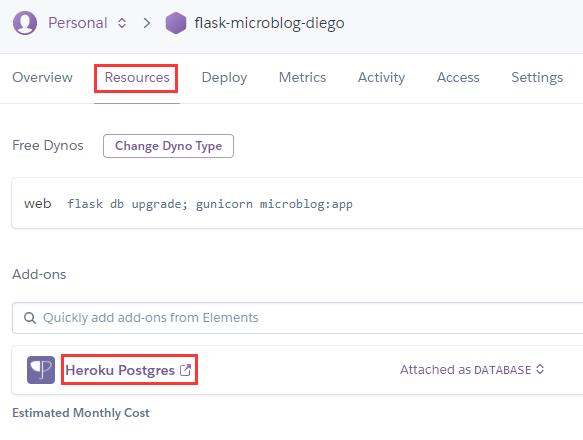 Personal flask-microblog-diego
Overview Resources Deploy Metrics Activity Access Settings
Free Dynos Change Dyno Type
web flask db upgrade; gunicorn microblog:app
Add-ons
Quickly add add-ons from Elements
Heroku Postgres Attached as DATABASE
Estimated Monthly Cost